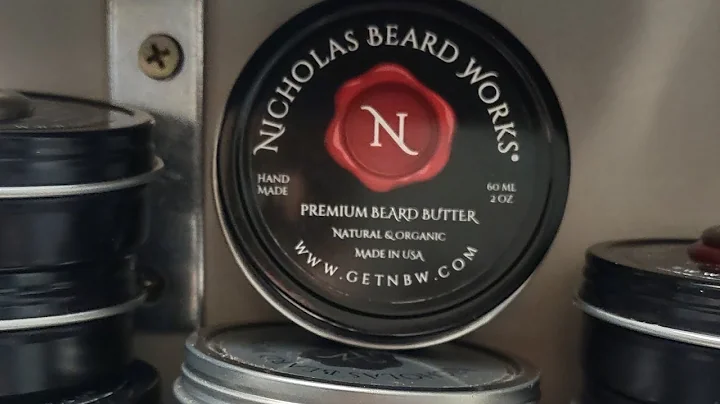 NICHOLAS BEARD WORKS®
N
HAND
MADE
60 ML
2 OZ
PREMIUM BEARD BUTTER
NATURAL & ORGANIC
MADE IN USA
WWW.GETNBW.COM